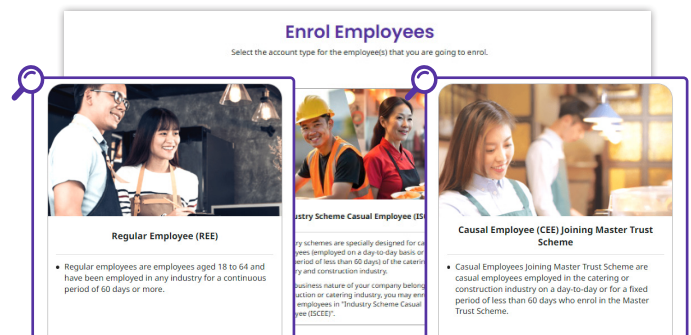 Enrol Employees
Select the account type for the employee(s) that you are going to enrol.
Regular Employee (REE)
• Regular employees are employees aged 18 to 64 and
have been employed in any industry for a continuous
period of 60 days or more.
ustry Scheme Casual Employee (IS
ry schemes are specially designed for ca
yees (employed on a day-to-day basis or
eriod of less than 60 days) of the caterin
ry and construction industry.
business nature of your company belong
uction or catering industry, you may enr
employees in "Industry Scheme Casual
yee (ISCEE)".
Causal Employee (CEE) Joining Master Trust
Scheme
• Casual Employees Joining Master Trust Scheme are
casual employees employed in the catering or
construction industry on a day-to-day or for a fixed
period of less than 60 days who enrol in the Master
Trust Scheme.